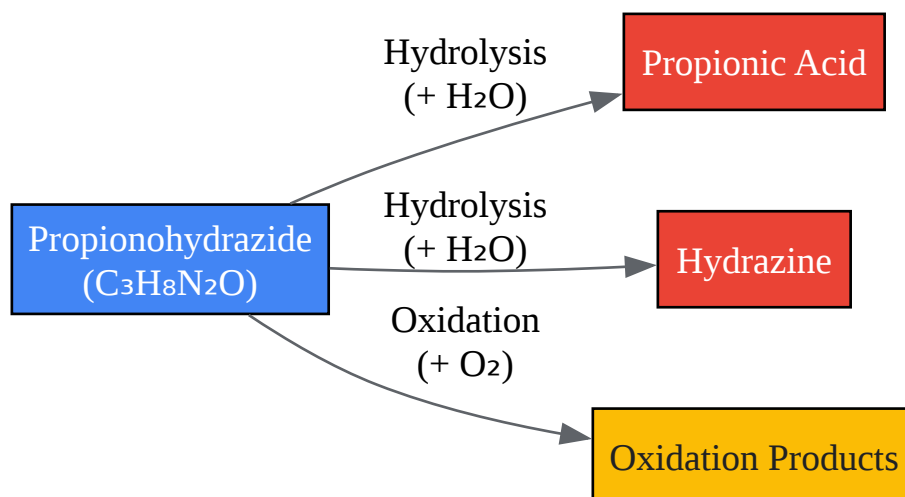 Hydrolysis
(+ H₂O)
Propionic Acid
Propionohydrazide
(C₃H₈N₂O)
Hydrolysis
(+ H₂O)
Hydrazine
Oxidation
(+ O₂)
Oxidation Products